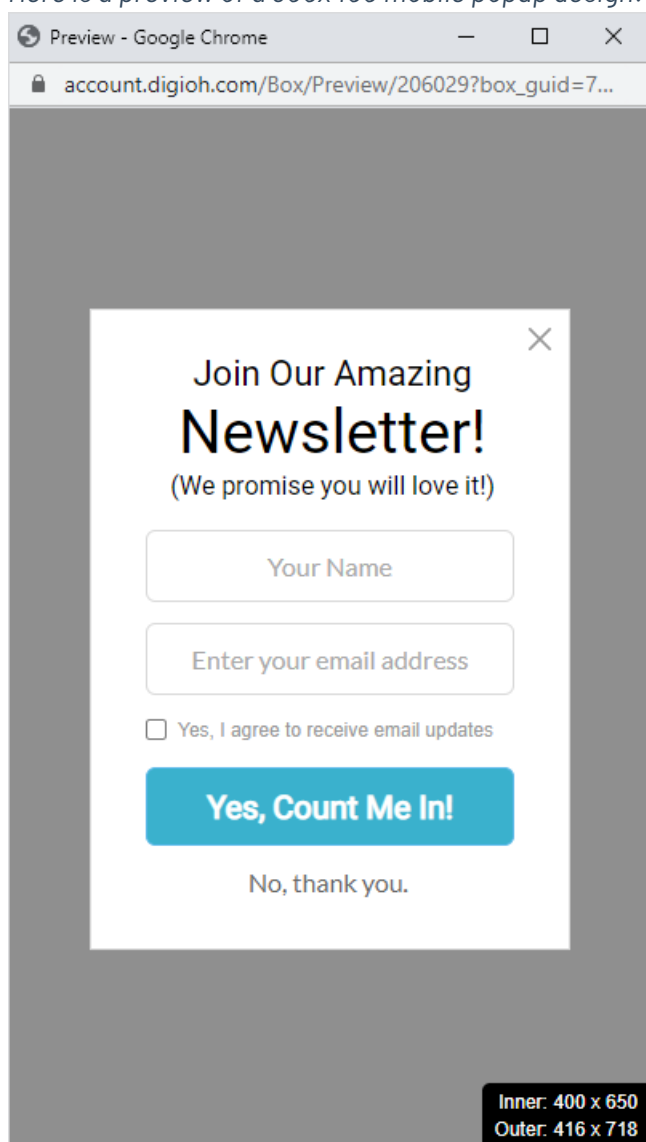 Here is a preview of a 300x400 mobile popup design:
Preview - Google Chrome
account.digioh.com/Box/Preview/206029?box_guid=7...
Join Our Amazing
Newsletter!
(We promise you will love it!)
Your Name
Enter your email address
Yes, I agree to receive email updates
Yes, Count Me In!
No, thank you.
Inner: 400 x 650
Outer: 416 x 718